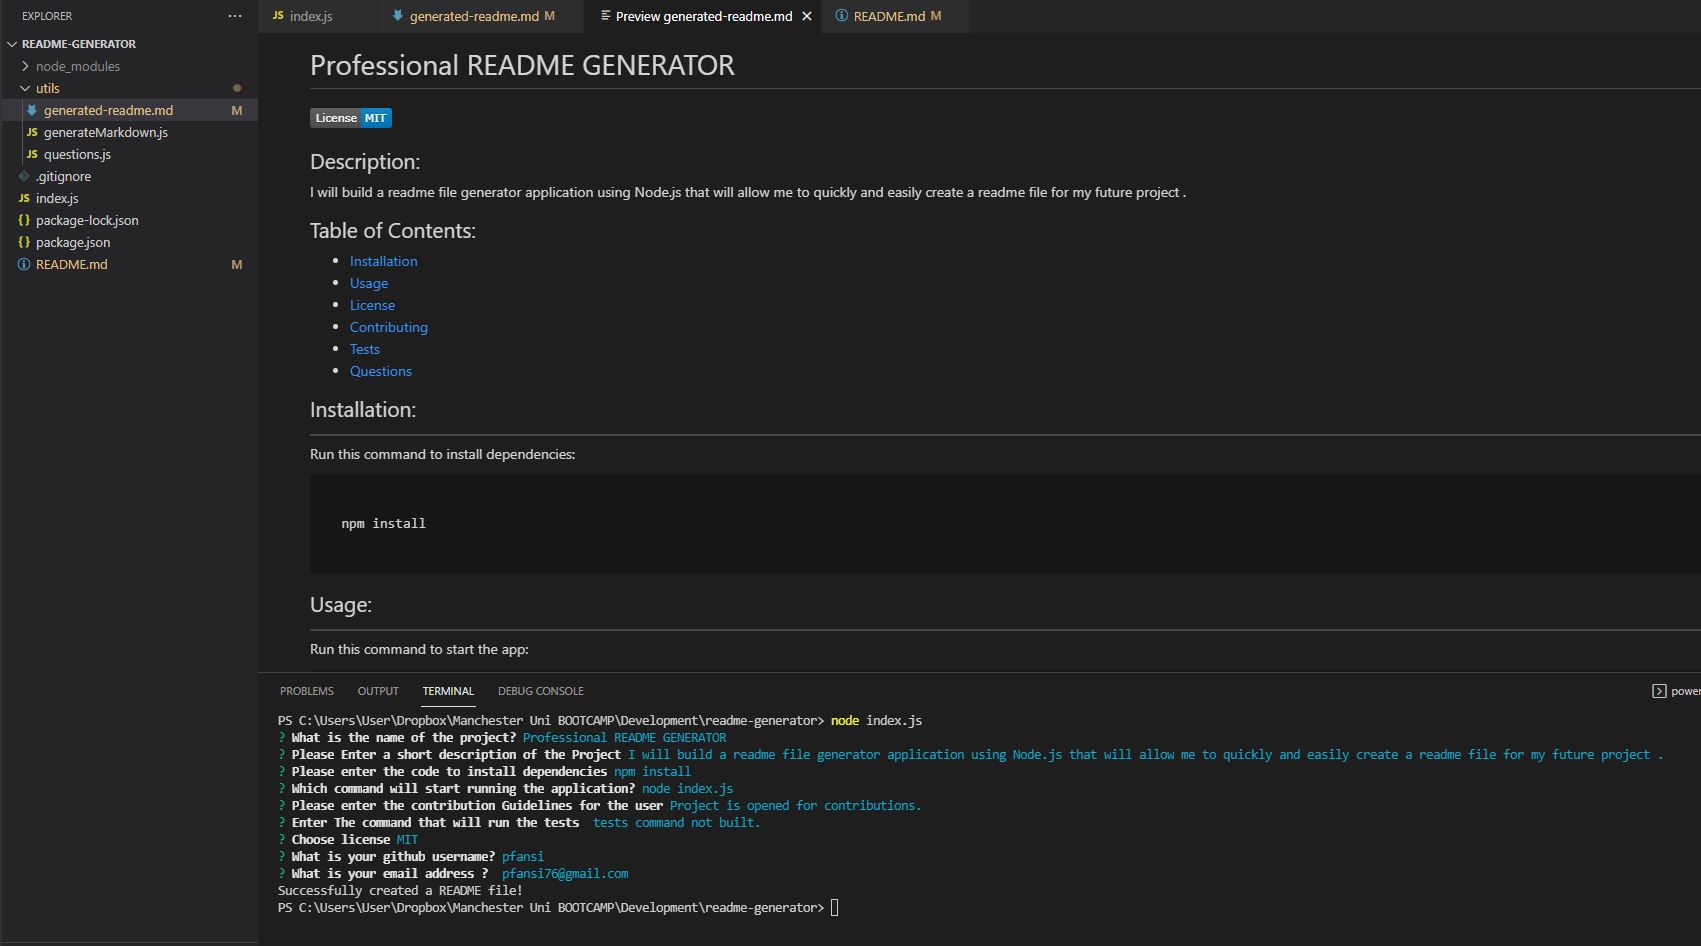 EXPLORER
README-GENERATOR
node_modules
utils
generated-readme.md M
JS generateMarkdown.js
JS questions.js
.gitignore
JS index.js
{} package-lock.json
{} package.json
README.md M
JS index.js generated-readme.md M Preview generated-readme.md README.md M
Professional README GENERATOR
License MIT
Description:
I will build a readme file generator application using Node.js that will allow me to quickly and easily create a readme file for my future project .
Table of Contents:
Installation
Usage
License
Contributing
Tests
Questions
Installation:
Run this command to install dependencies:
npm install
Usage:
Run this command to start the app:
PROBLEMS OUTPUT TERMINAL DEBUG CONSOLE power
PS C:\Users\User\Dropbox\Manchester Uni BOOTCAMP\Development\readme-generator> node index.js
? What is the name of the project? Professional README GENERATOR
? Please Enter a short description of the Project I will build a readme file generator application using Node.js that will allow me to quickly and easily create a readme file for my future project .
? Please enter the code to install dependencies npm install
? Which command will start running the application? node index.js
? Please enter the contribution Guidelines for the user Project is opened for contributions.
? Enter The command that will run the tests  tests command not built.
? Choose license MIT
? What is your github username? pfansi
? What is your email address ?  pfansi76@gmail.com
Successfully created a README file!
PS C:\Users\User\Dropbox\Manchester Uni BOOTCAMP\Development\readme-generator>